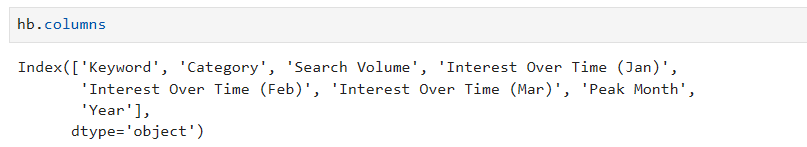 hb.columns
Index(['Keyword', 'Category', 'Search Volume', 'Interest Over Time (Jan)',
'Interest Over Time (Feb)', 'Interest Over Time (Mar)', 'Peak Month',
'Year'],
dtype='object')